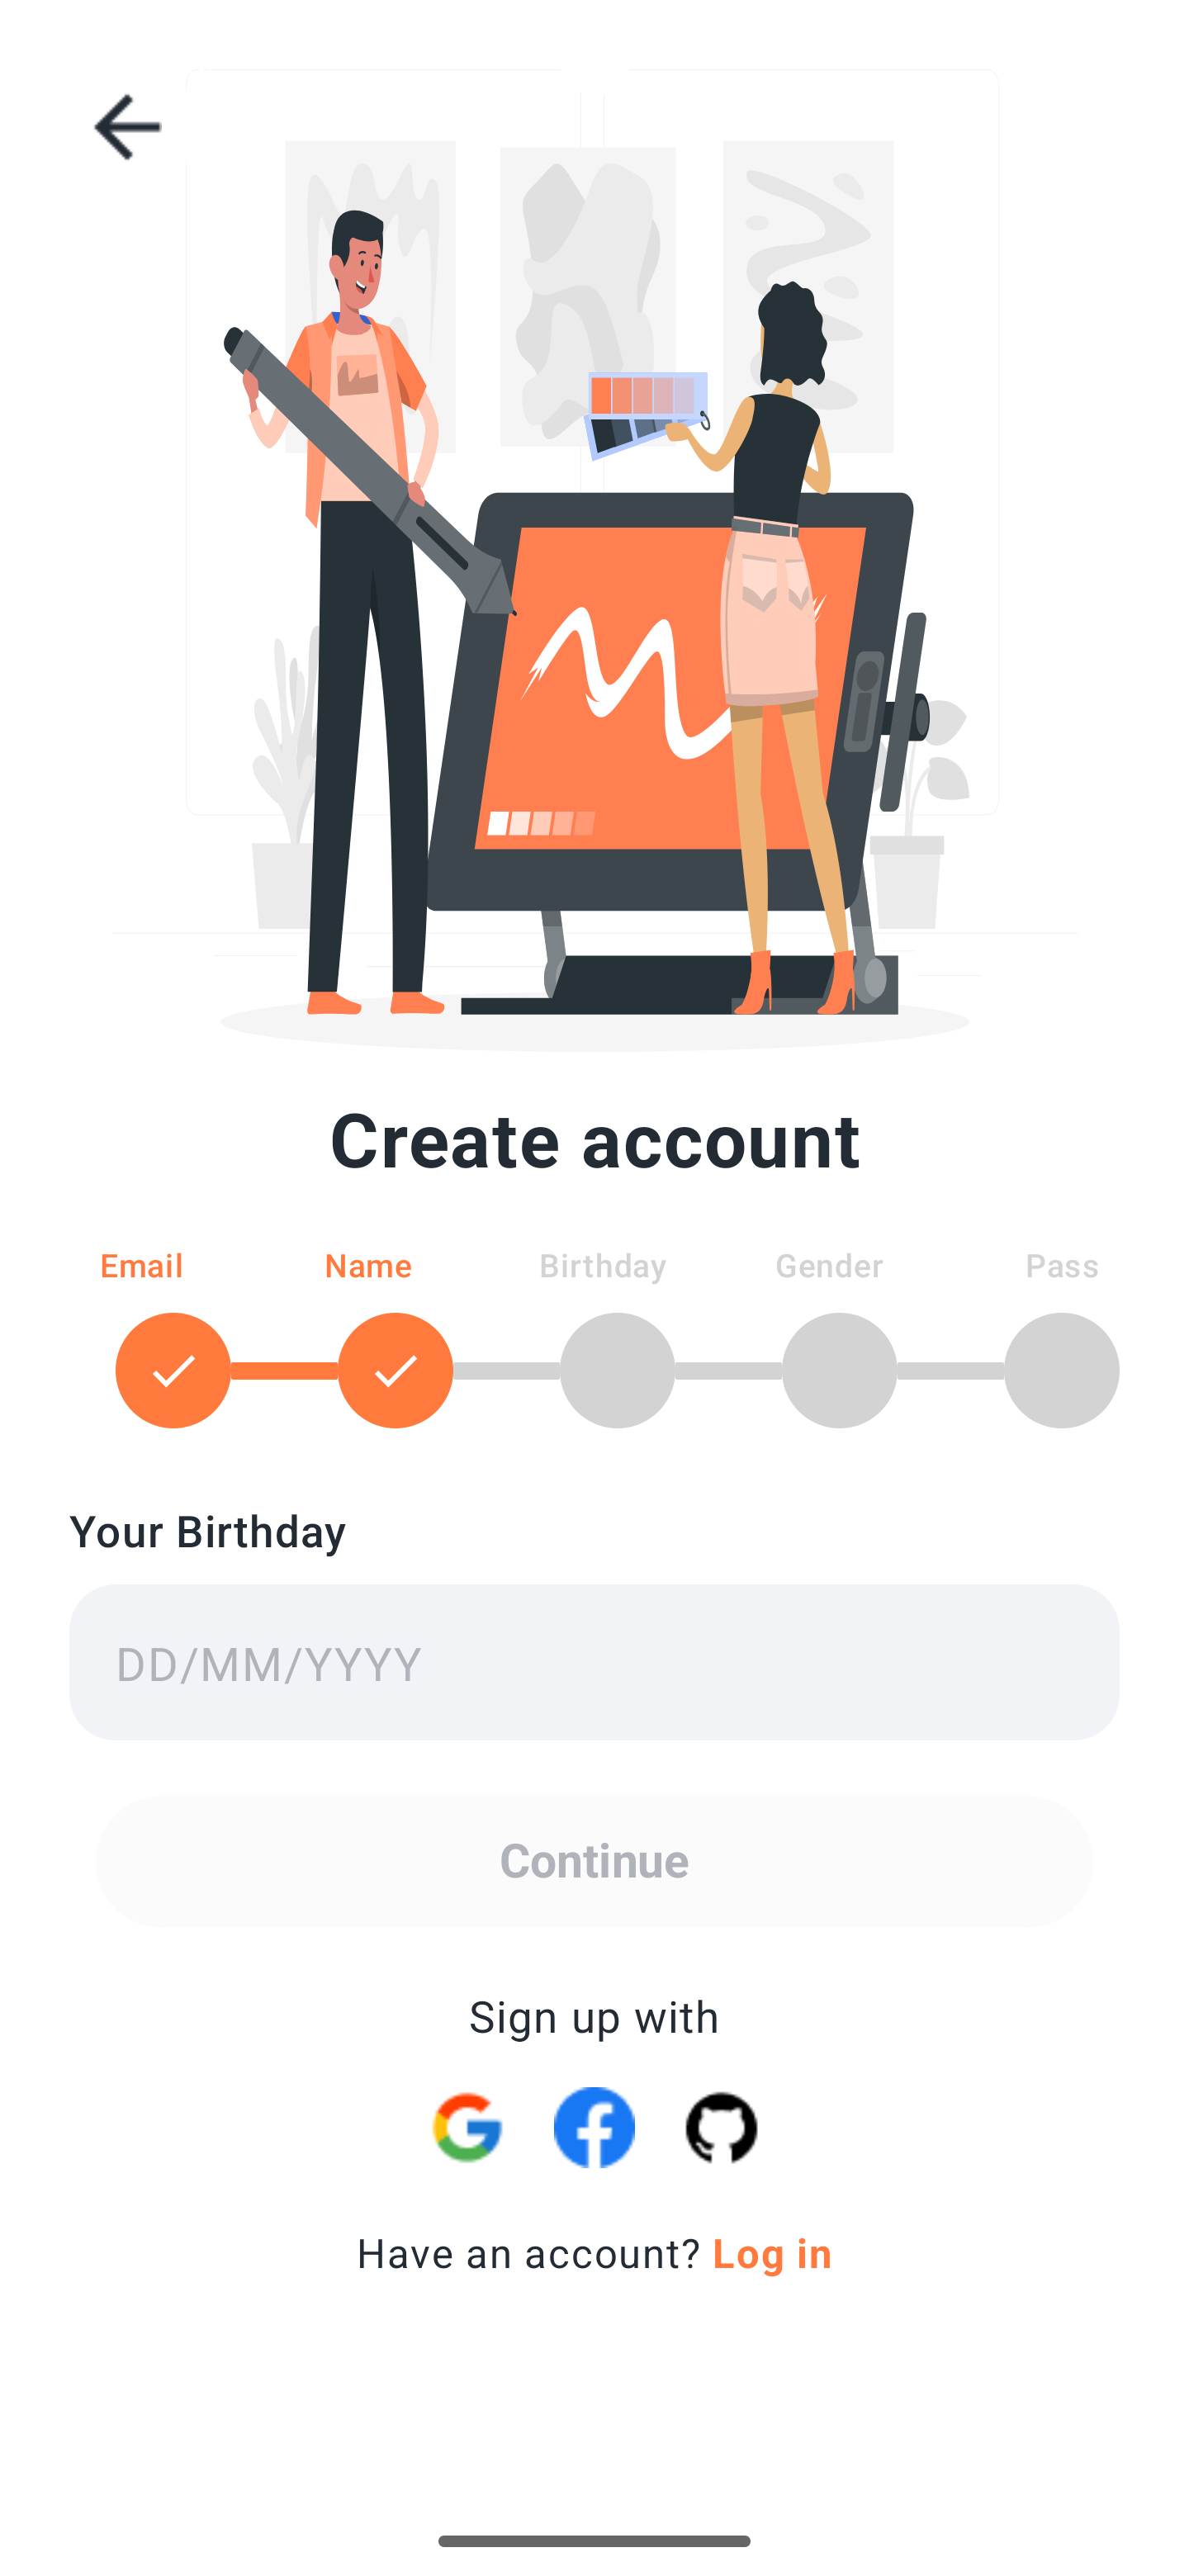 Create account
Email Name Birthday Gender Pass
Your Birthday
DD/MM/YYYY
Continue
Sign up with
Have an account? Log in